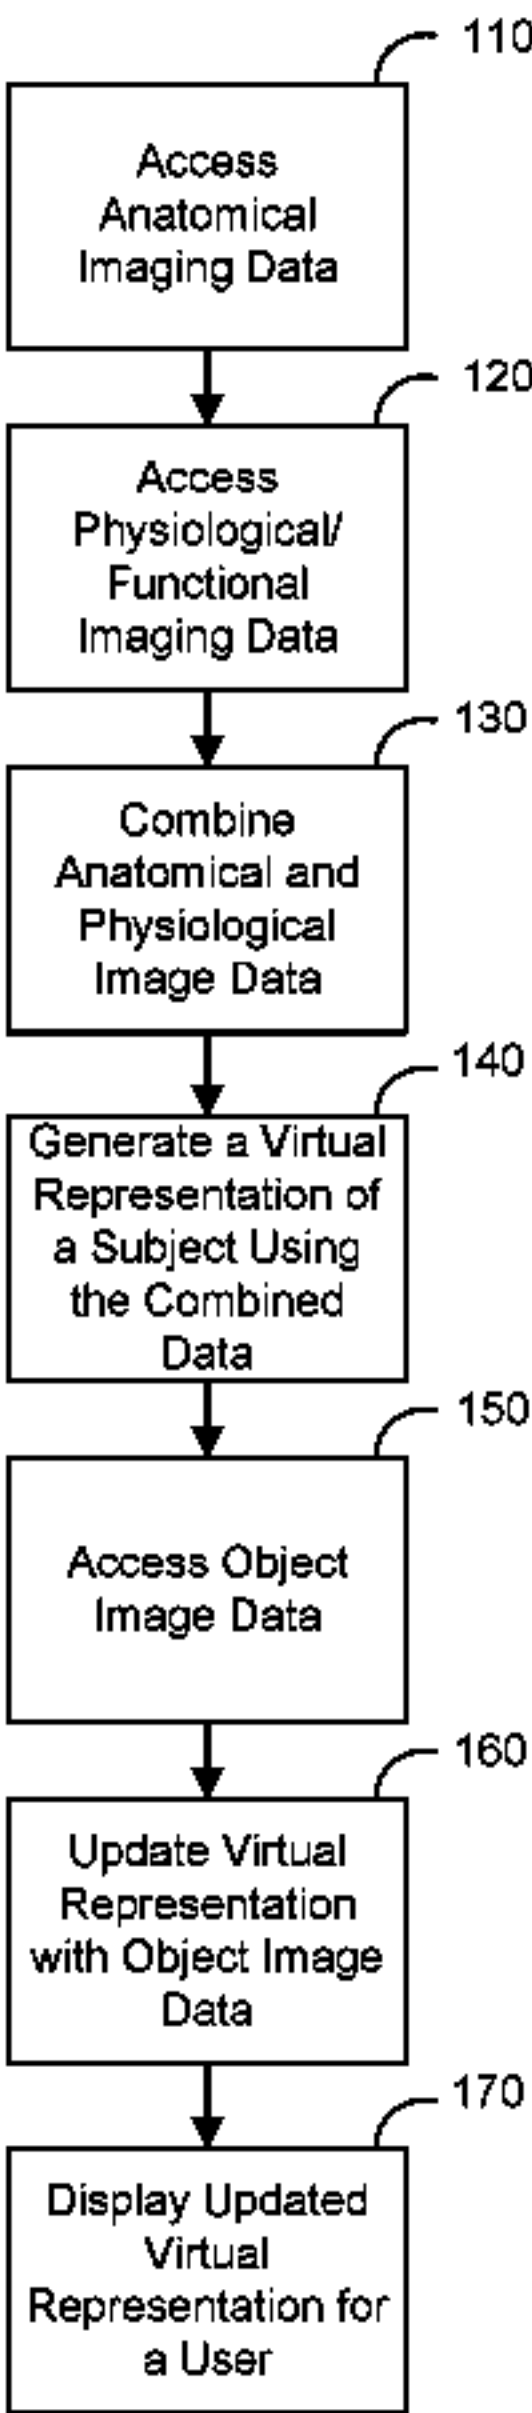 110
Access
Anatomical
Imaging Data
120
Access
Physiological/
Functional
Imaging Data
130
Combine
Anatomical and
Physiological
Image Data
140
Generate a Virtual
Representation of
a Subject Using
the Combined
Data
150
Access Object
Image Data
160
Update Virtual
Representation
with Object Image
Data
170
Display Updated
Virtual
Representation for
a User